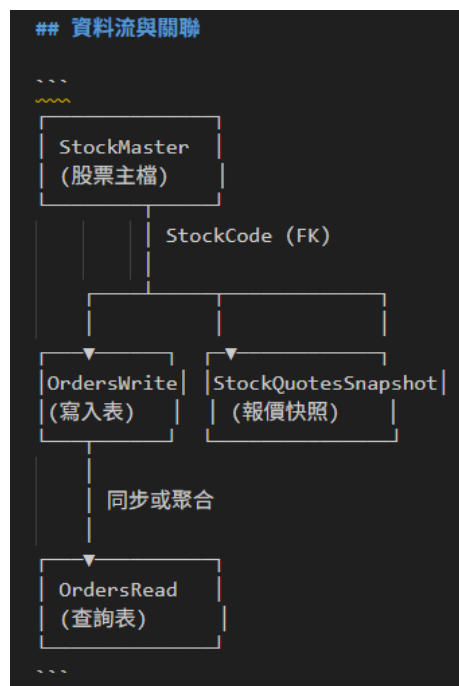 ## 資料流與關聯
```
StockMaster
(股票主檔)
StockCode (FK)
OrdersWrite StockQuotesSnapshot
(寫入表) (報價快照)
同步或聚合
OrdersRead
(查詢表)
```